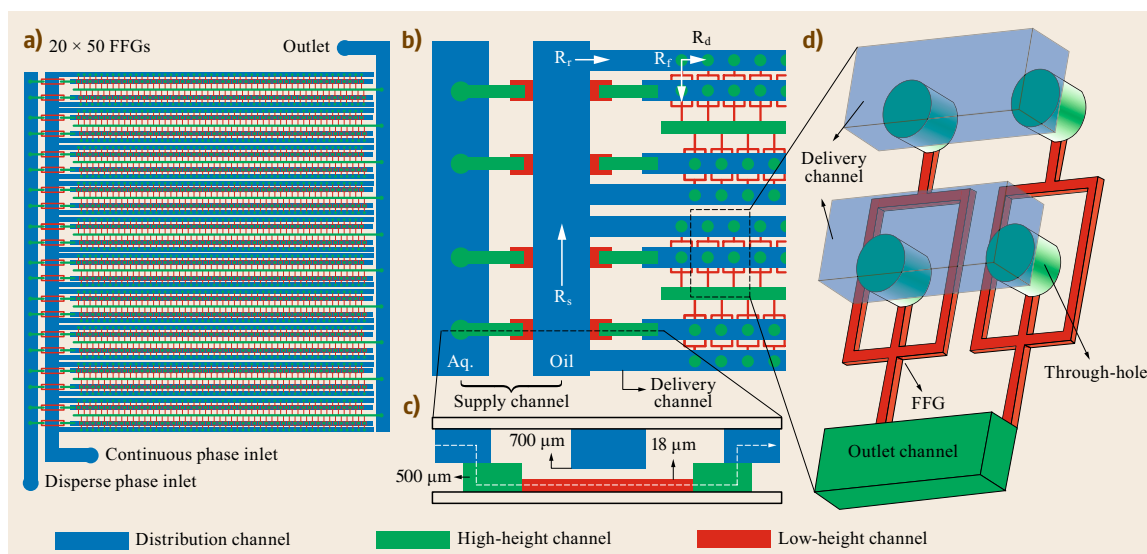 a)
20 × 50 FFGs
Outlet
Continuous phase inlet
Disperse phase inlet
b)
R_r
R_f
R_d
R_s
Aq.
Oil
Supply channel
Delivery
channel
c)
700 µm
18 µm
500 µm
d)
Delivery
channel
Through-hole
FFG
Outlet channel
Distribution channel
High-height channel
Low-height channel